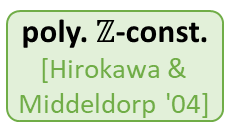 poly. ℤ-const.
[Hirokawa &
Middeldorp '04]